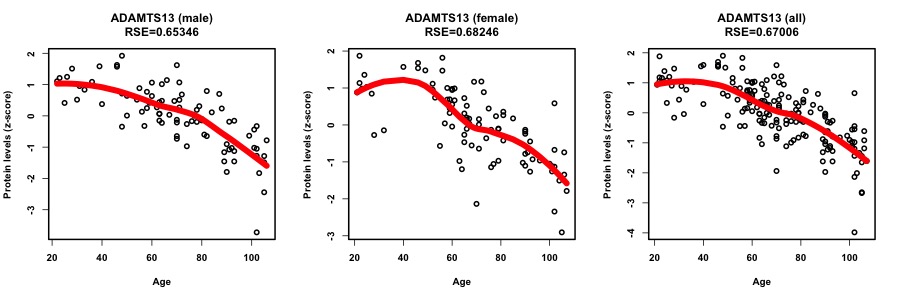 ADAMTS13 (male)
RSE=0.65346
Protein levels (z-score)
2
1
0
-1
-2
-3
20 40 60 80 100
Age
ADAMTS13 (female)
RSE=0.68246
Protein levels (z-score)
2
1
0
-1
-2
-3
20 40 60 80 100
Age
ADAMTS13 (all)
RSE=0.67006
Protein levels (z-score)
2
1
0
-1
-2
-3
-4
20 40 60 80 100
Age